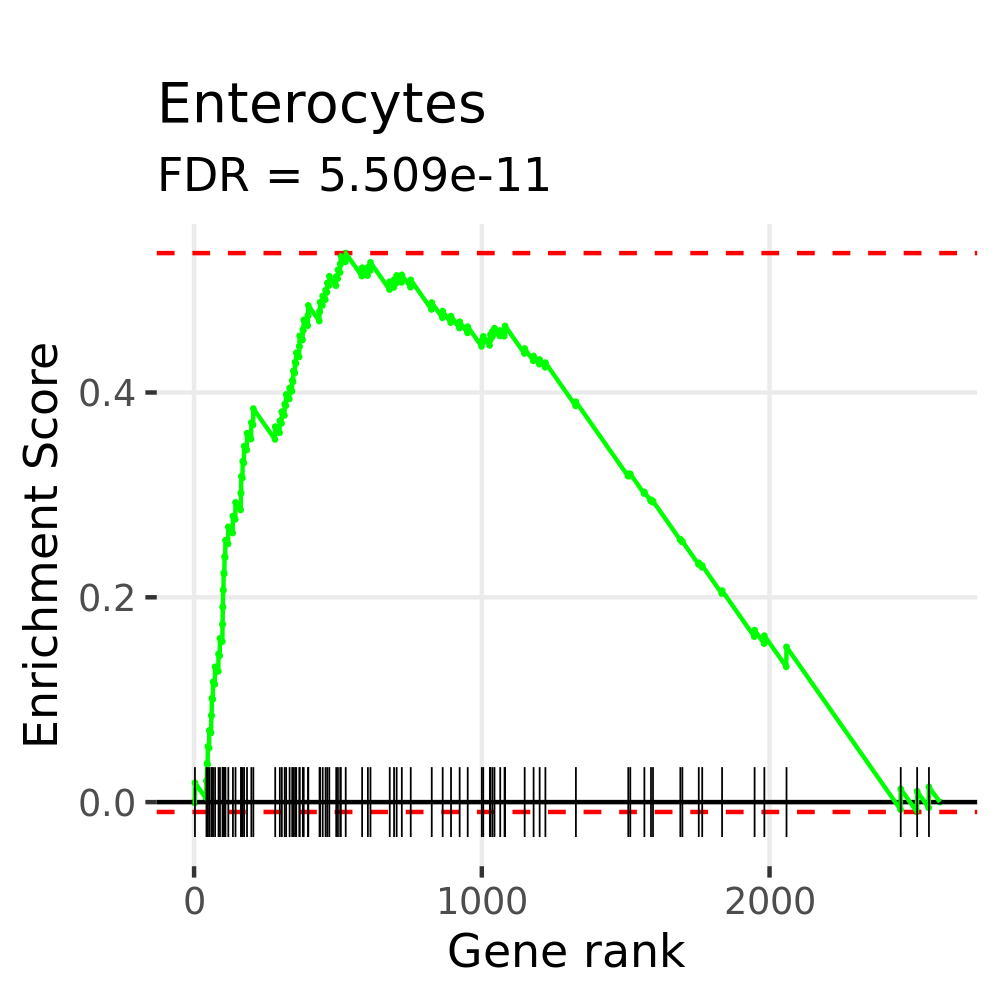 Enterocytes
FDR = 5.509e-11
Enrichment Score
0.4
0.2
0.0
0 1000 2000
Gene rank